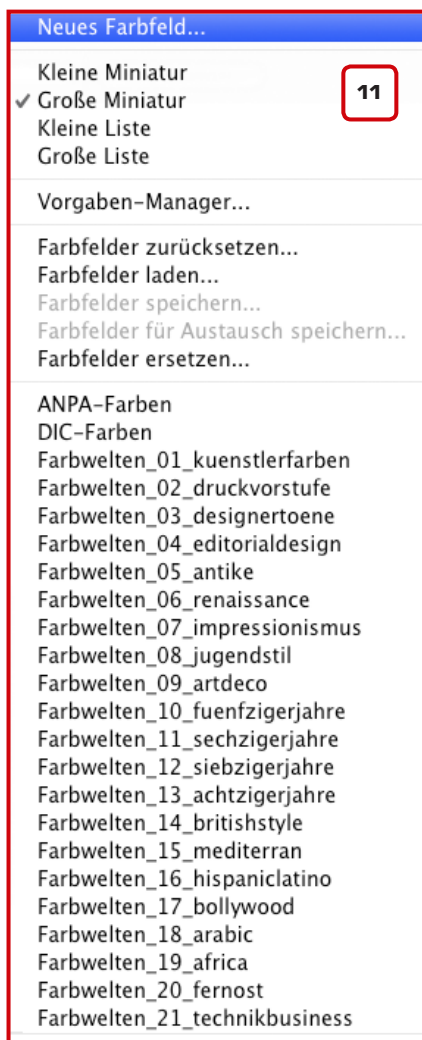 Neues Farbfeld...
Kleine Miniatur
11
✓ Große Miniatur
Kleine Liste
Große Liste
Vorgaben-Manager...
Farbfelder zurücksetzen...
Farbfelder laden...
Farbfelder speichern...
Farbfelder für Austausch speichern...
Farbfelder ersetzen...
ANPA-Farben
DIC-Farben
Farbwelten_01_kuenstlerfarben
Farbwelten_02_druckvorstufe
Farbwelten_03_designertoene
Farbwelten_04_editorialdesign
Farbwelten_05_antike
Farbwelten_06_renaissance
Farbwelten_07_impressionismus
Farbwelten_08_jugendstil
Farbwelten_09_artdeco
Farbwelten_10_fuenfzigerjahre
Farbwelten_11_sechzigerjahre
Farbwelten_12_siebzigerjahre
Farbwelten_13_achtzigerjahre
Farbwelten_14_britishstyle
Farbwelten_15_mediterran
Farbwelten_16_hispaniclatino
Farbwelten_17_bollywood
Farbwelten_18_arabic
Farbwelten_19_africa
Farbwelten_20_fernost
Farbwelten_21_technikbusiness